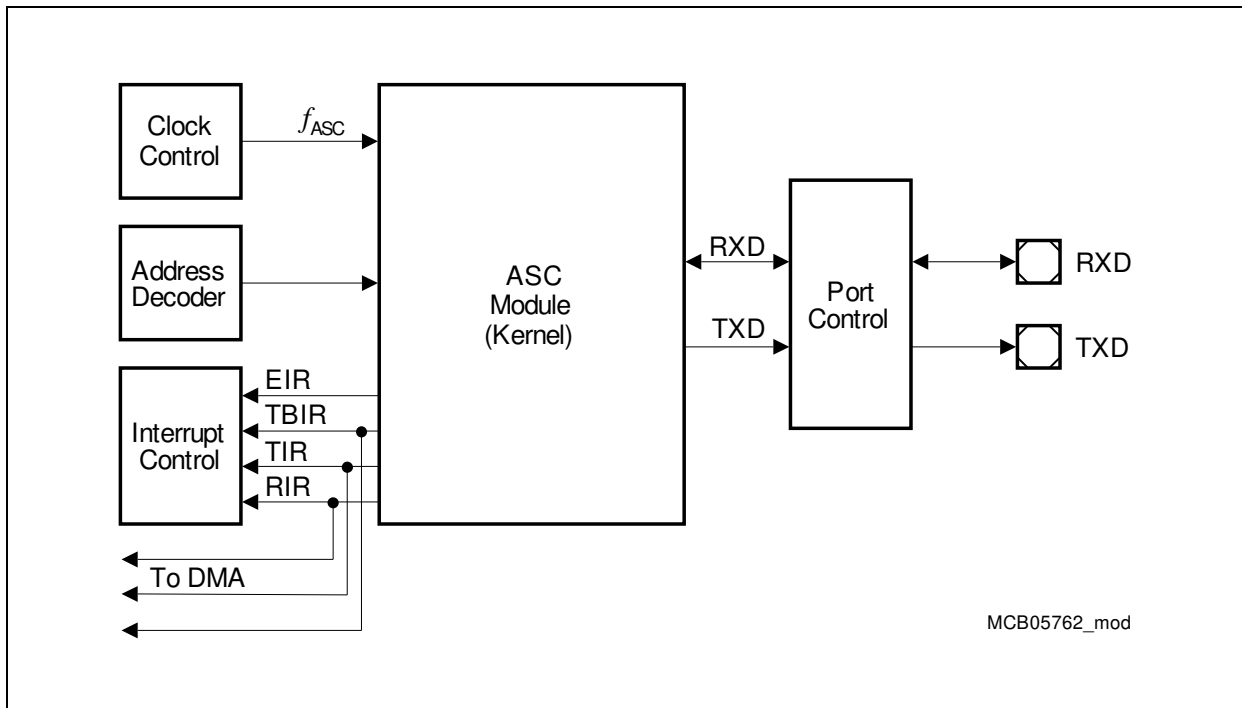 Clock
Control
fASC
Address
Decoder
Interrupt
Control
EIR
TBIR
TIR
RIR
To DMA
ASC
Module
(Kernel)
RXD
TXD
Port
Control
RXD
TXD
MCB05762_mod